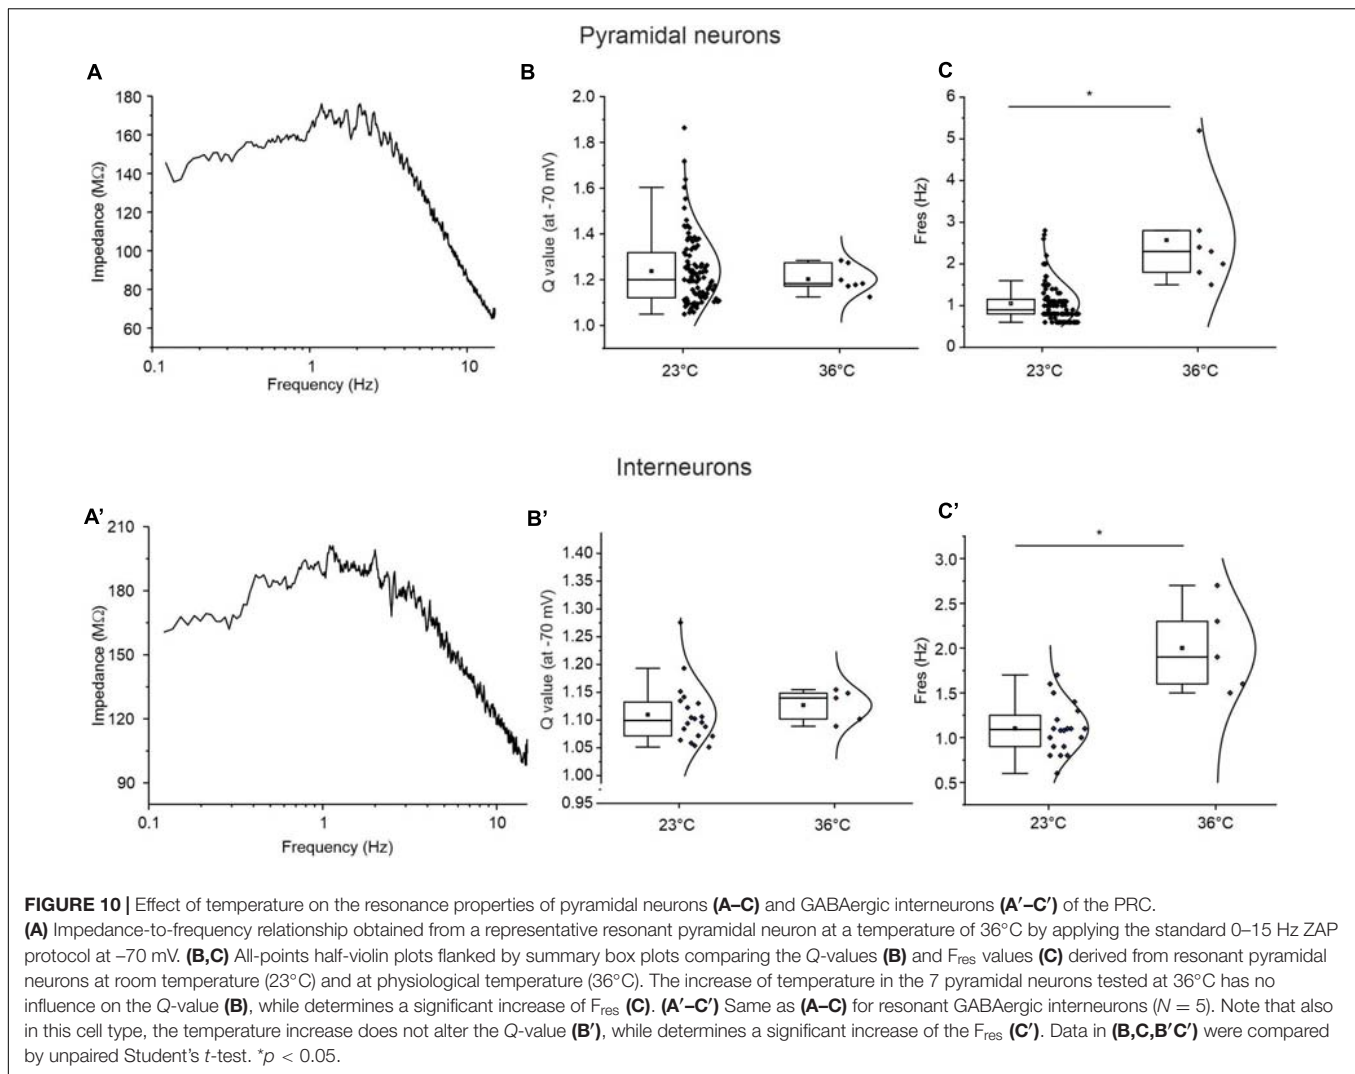 Pyramidal neurons
A
180
160
140
120
100
80
60
Impedance (MΩ)
0.1
1
10
Frequency (Hz)
B
2.0
1.8
1.6
1.4
1.2
1.0
Q value (at -70 mV)
23°C
36°C
C
6
5
4
3
2
1
0
Fres (Hz)
*
23°C
36°C
Interneurons
A'
210
180
150
120
90
Impedance (MΩ)
0.1
1
10
Frequency (Hz)
B'
1.40
1.35
1.30
1.25
1.20
1.15
1.10
1.05
1.00
0.95
Q value (at -70 mV)
23°C
36°C
C'
3.0
2.5
2.0
1.5
1.0
0.5
Fres (Hz)
*
23°C
36°C
FIGURE 10 | Effect of temperature on the resonance properties of pyramidal neurons (A–C) and GABAergic interneurons (A′–C′) of the PRC.
(A) Impedance-to-frequency relationship obtained from a representative resonant pyramidal neuron at a temperature of 36°C by applying the standard 0–15 Hz ZAP
protocol at –70 mV. (B,C) All-points half-violin plots flanked by summary box plots comparing the Q-values (B) and Fres values (C) derived from resonant pyramidal
neurons at room temperature (23°C) and at physiological temperature (36°C). The increase of temperature in the 7 pyramidal neurons tested at 36°C has no
influence on the Q-value (B), while determines a significant increase of Fres (C). (A′–C′) Same as (A–C) for resonant GABAergic interneurons (N = 5). Note that also
in this cell type, the temperature increase does not alter the Q-value (B′), while determines a significant increase of the Fres (C′). Data in (B,C,B′C′) were compared
by unpaired Student's t-test. *p < 0.05.